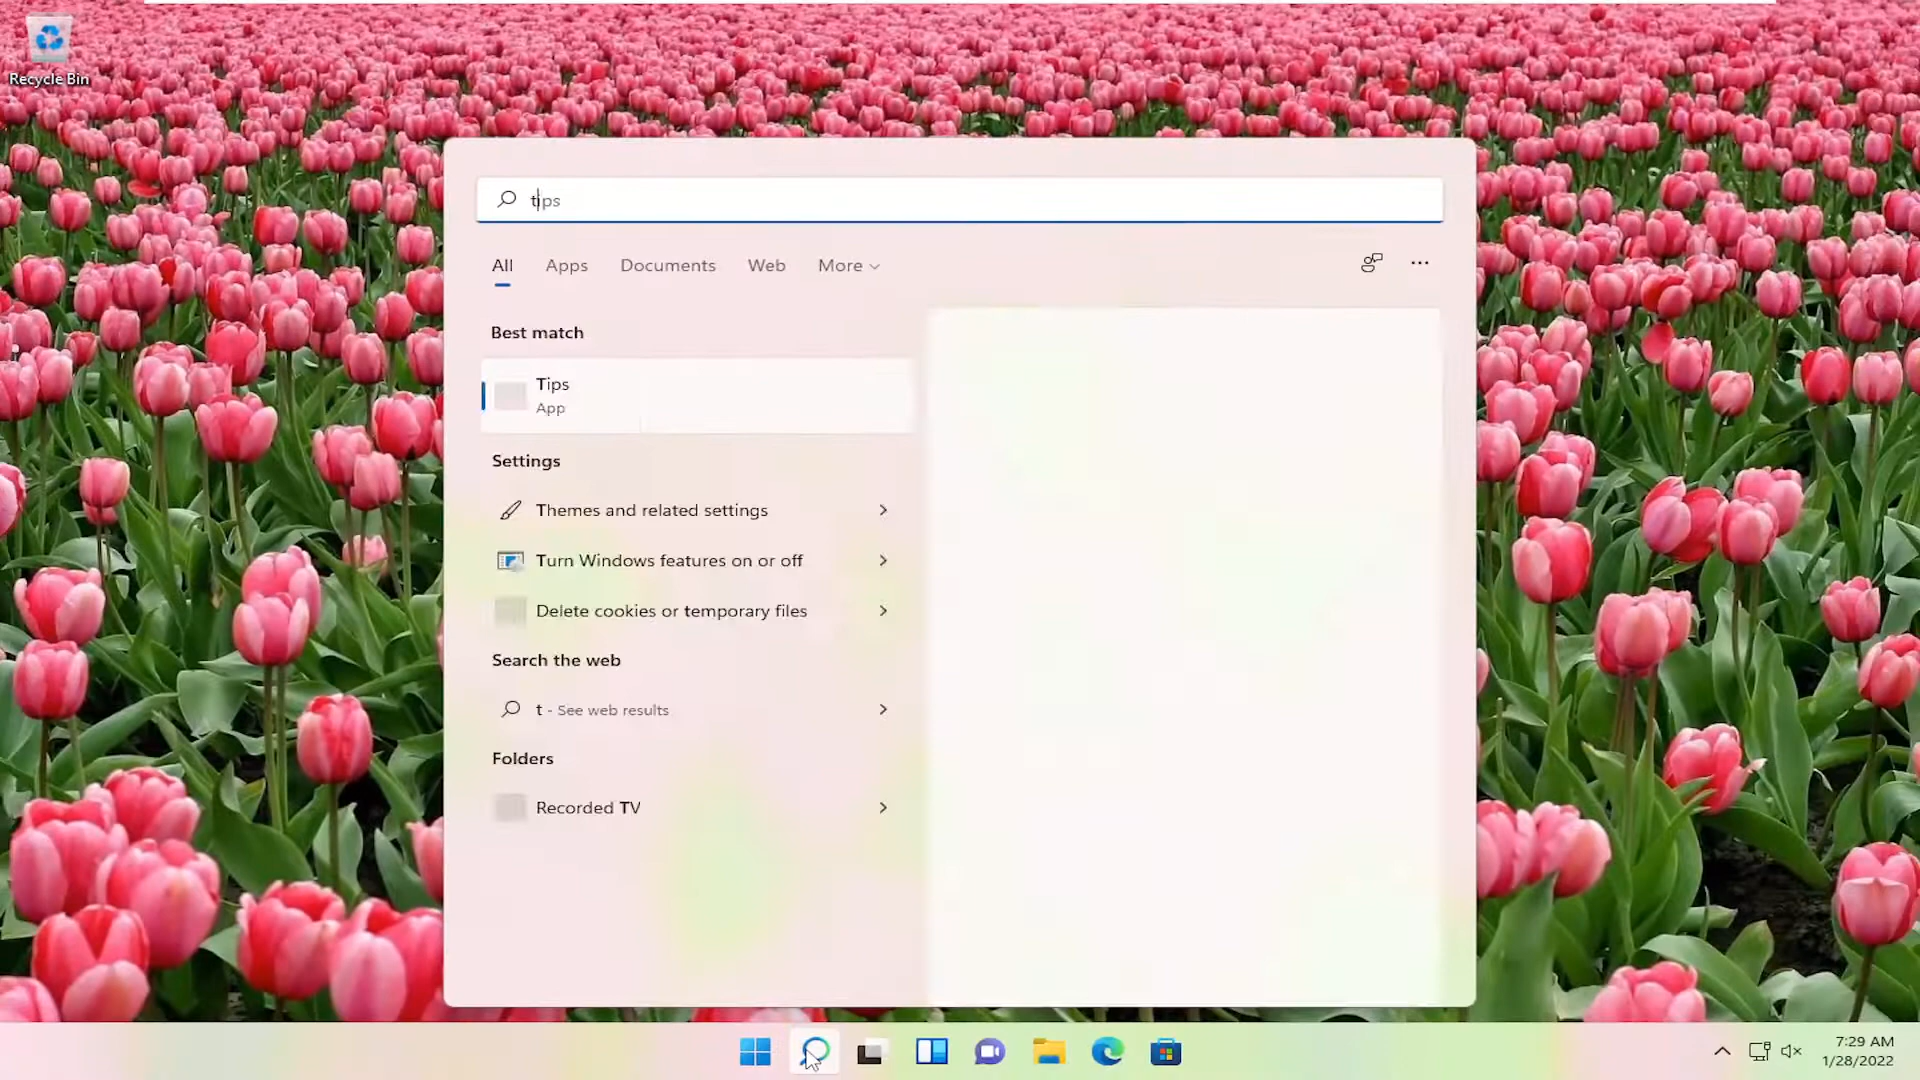 Recycle Bin
tips
All Apps Documents Web More
Best match
Tips
App
Settings
Themes and related settings
Turn Windows features on or off
Delete cookies or temporary files
Search the web
t - See web results
Folders
Recorded TV
7:29 AM
1/28/2022